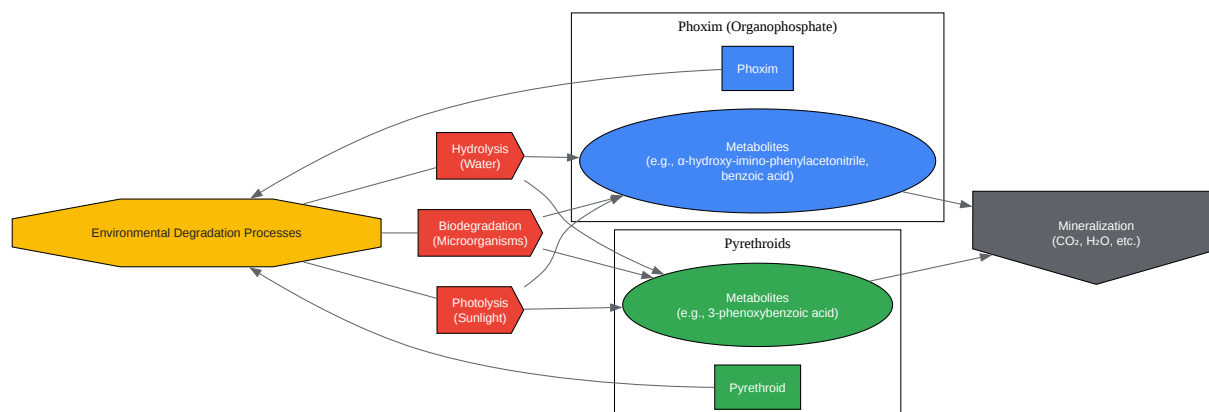 Phoxim (Organophosphate)
Phoxim
Hydrolysis
(Water)
Metabolites
(e.g., α-hydroxy-imino-phenylacetonitrile,
benzoic acid)
Environmental Degradation Processes
Biodegradation
(Microorganisms)
Mineralization
(CO₂, H₂O, etc.)
Pyrethroids
Photolysis
(Sunlight)
Metabolites
(e.g., 3-phenoxybenzoic acid)
Pyrethroid